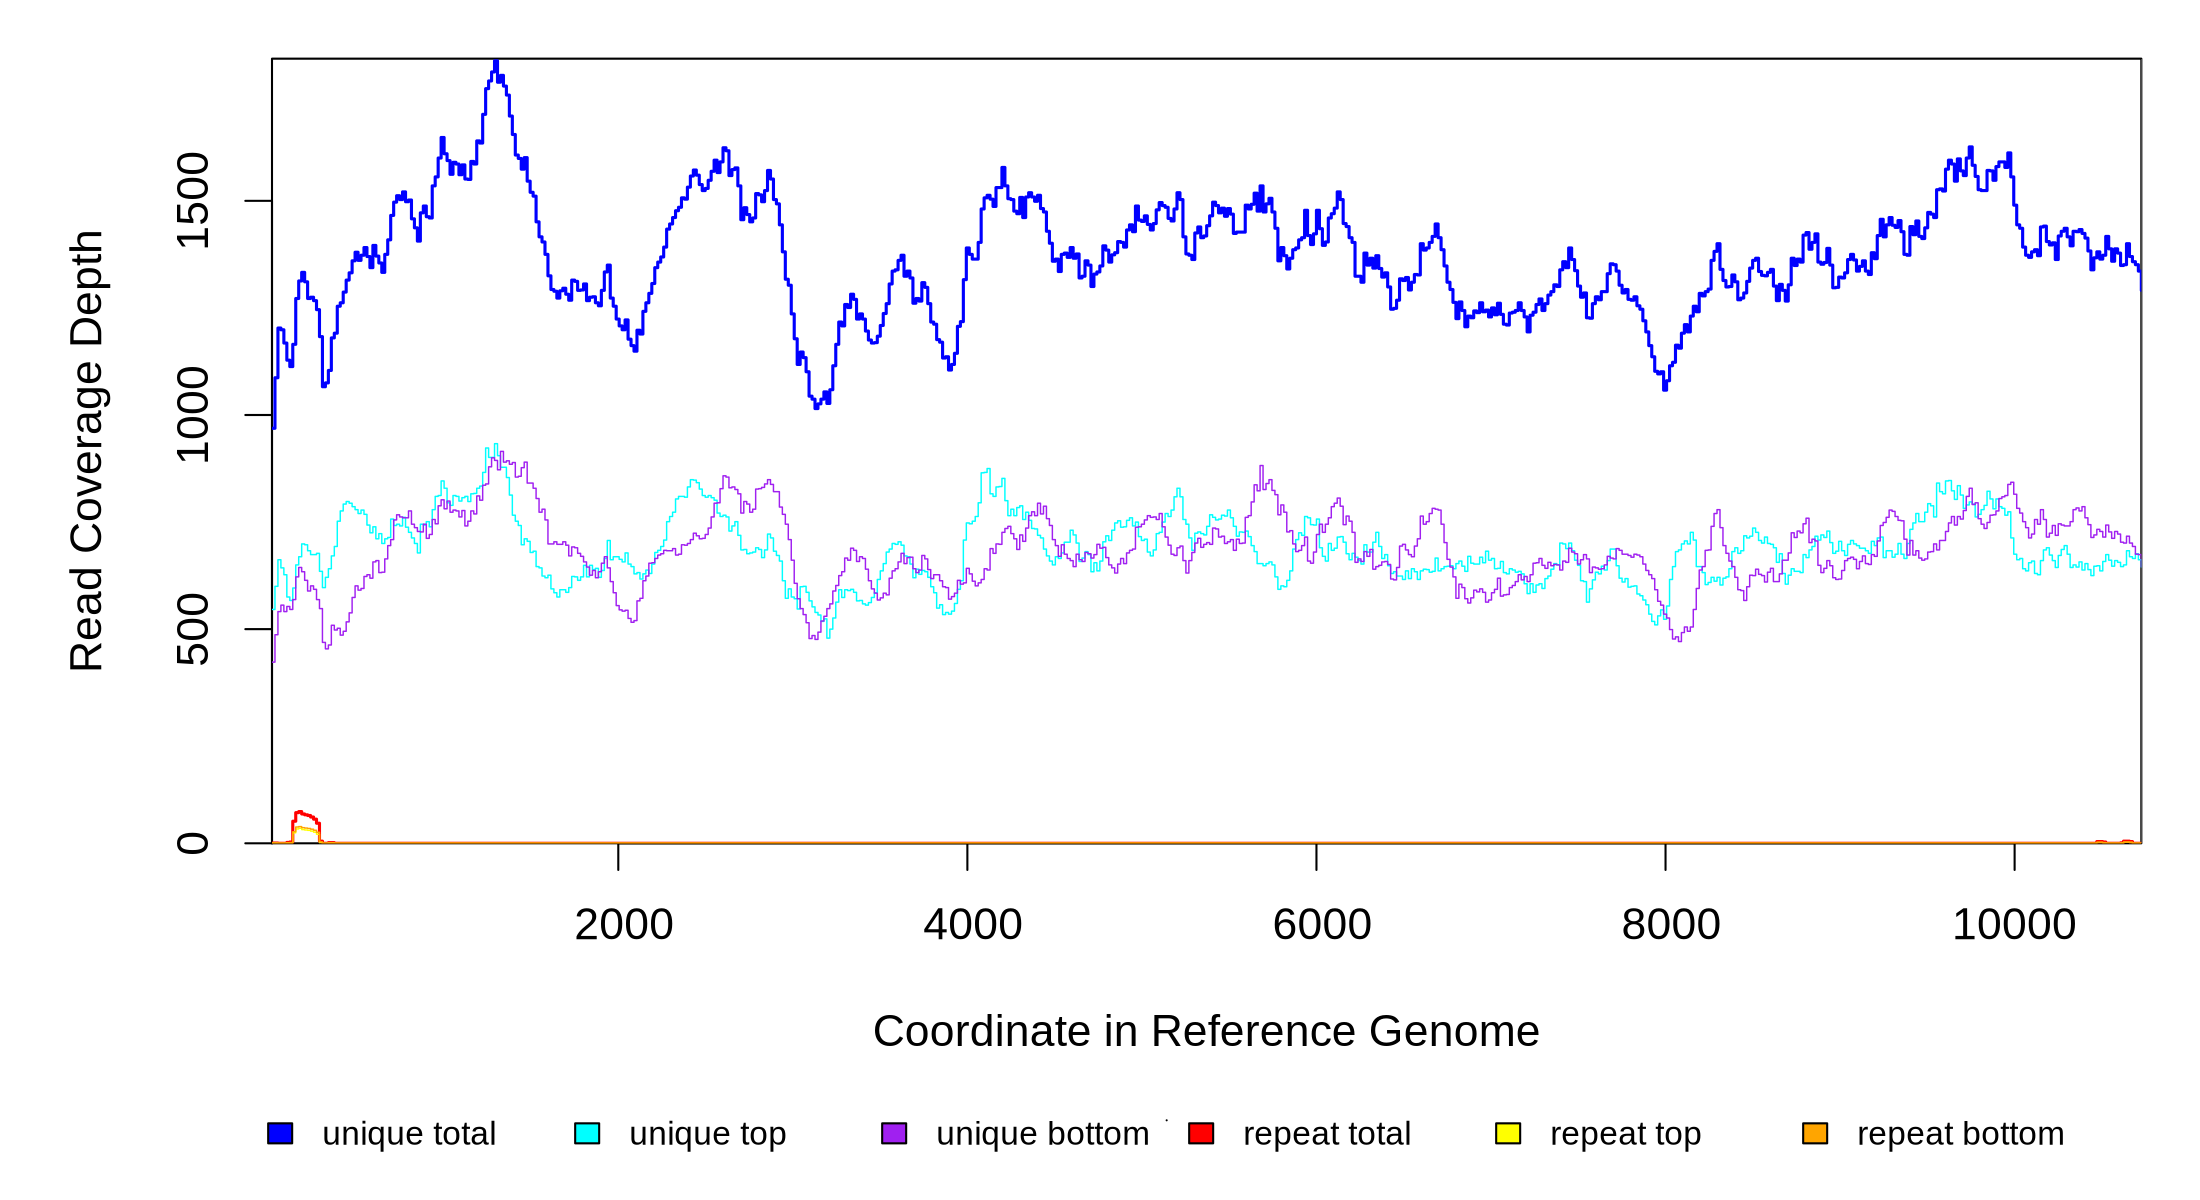 Read Coverage Depth
1500
1000
500
0
2000 4000 6000 8000 10000
Coordinate in Reference Genome
unique total unique top unique bottom repeat total repeat top repeat bottom